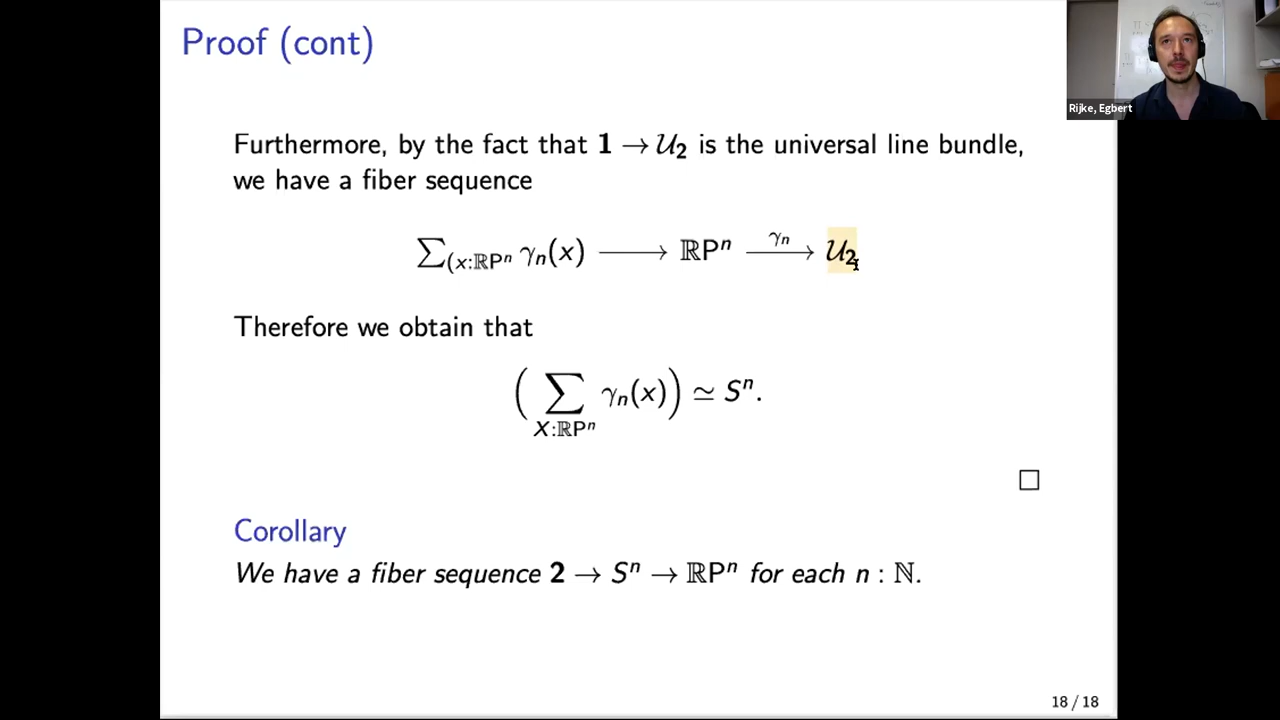 Proof (cont)
Rijke, Egbert
Furthermore, by the fact that 1 → 𝒰₂ is the universal line bundle,
we have a fiber sequence
∑(x:ℝPⁿ γₙ(x) ⟶ ℝPⁿ ⟶ 𝒰₂
γₙ
Therefore we obtain that
( ∑ γₙ(x) ) ≃ Sⁿ.
X:ℝPⁿ
□
Corollary
We have a fiber sequence 2 → Sⁿ → ℝPⁿ for each n : ℕ.
18 / 18